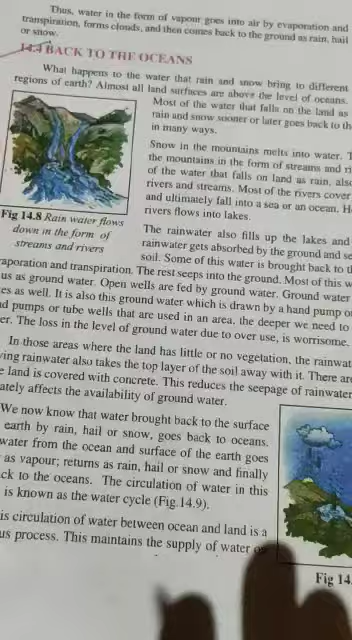 Thus, water in the form of vapour goes into air by evaporation and
transpiration, forms clouds, and then comes back to the ground as rain, hail
or snow.
14.4 BACK TO THE OCEANS
What happens to the water that rain and snow bring to different
regions of earth? Almost all land surfaces are above the level of oceans.
Most of the water that falls on the land as
rain and snow sooner or later goes back to th
in many ways.
Snow in the mountains melts into water. T
the mountains in the form of streams and ri
of the water that falls on land as rain, also
rivers and streams. Most of the rivers cover
and ultimately fall into a sea or an ocean. H
rivers flows into lakes.
Fig 14.8 Rain water flows
down in the form of
streams and rivers
The rainwater also fills up the lakes and
rainwater gets absorbed by the ground and se
soil. Some of this water is brought back to t
aporation and transpiration. The rest seeps into the ground. Most of this w
us as ground water. Open wells are fed by ground water. Ground water
es as well. It is also this ground water which is drawn by a hand pump o
d pumps or tube wells that are used in an area, the deeper we need to
er. The loss in the level of ground water due to over use, is worrisome.
In those areas where the land has little or no vegetation, the rainwat
ing rainwater also takes the top layer of the soil away with it. There are
e land is covered with concrete. This reduces the seepage of rainwater
ately affects the availability of ground water.
We now know that water brought back to the surface
earth by rain, hail or snow, goes back to oceans.
water from the ocean and surface of the earth goes
as vapour; returns as rain, hail or snow and finally
ck to the oceans. The circulation of water in this
is known as the water cycle (Fig.14.9).
is circulation of water between ocean and land is a
us process. This maintains the supply of water
Fig 14.